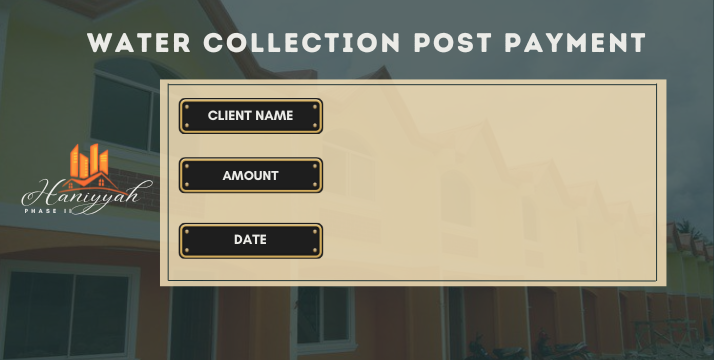 WATER COLLECTION POST PAYMENT
CLIENT NAME
AMOUNT
Haniyyah
PHASE II
DATE